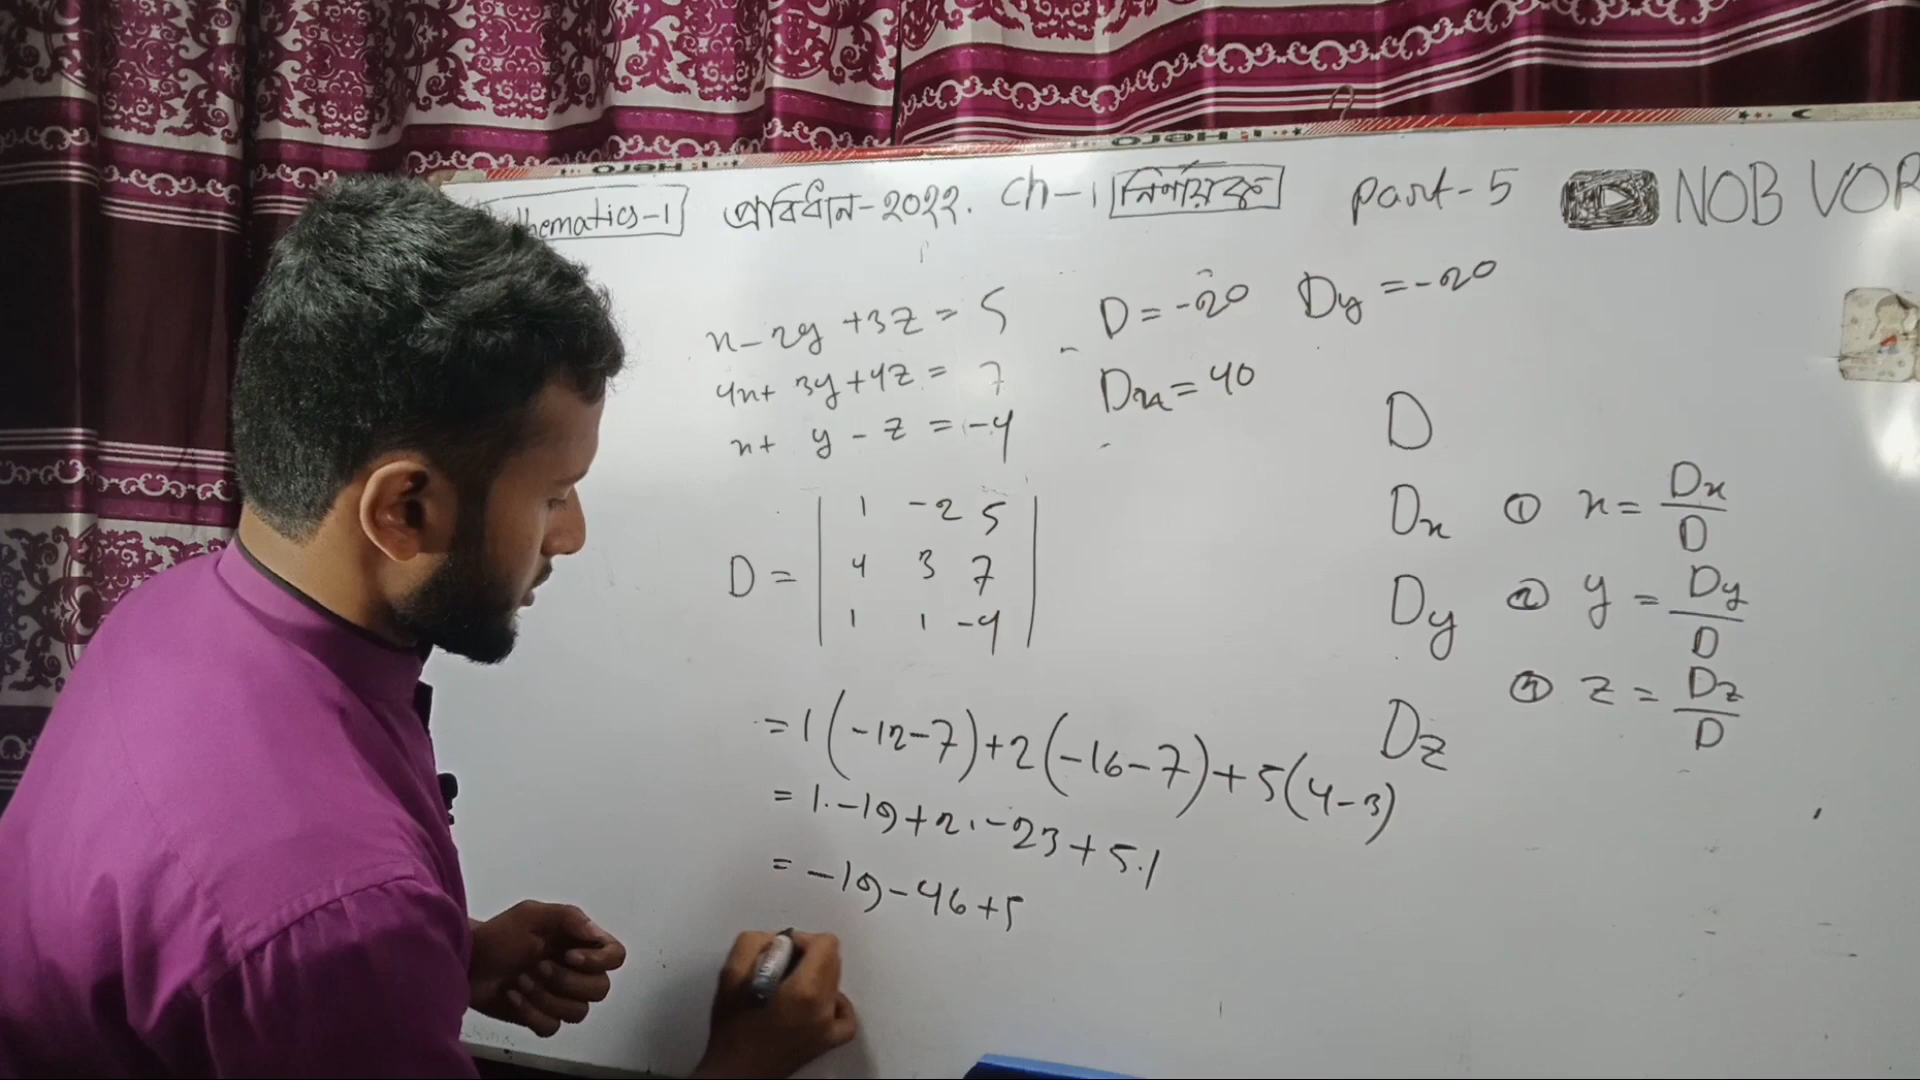 hematics-1 প্রবিধান-২০২২. Ch-1 নির্ণায়ক Part-5 NOB VOR
x - 2y + 3z = 5
4x + 3y + 4z = 7
x + y - z = -4
D = -20 Dy = -20
Dx = 40
D = | 1 -2 5 |
| 4 3 7 |
| 1 1 -4 |
= 1(-12-7)+2(-16-7)+5(4-3)
= 1.-19+2.-23+5.1
= -19-46+5
D
Dx ① x = Dx/D
Dy ② y = Dy/D
Dz ③ z = Dz/D